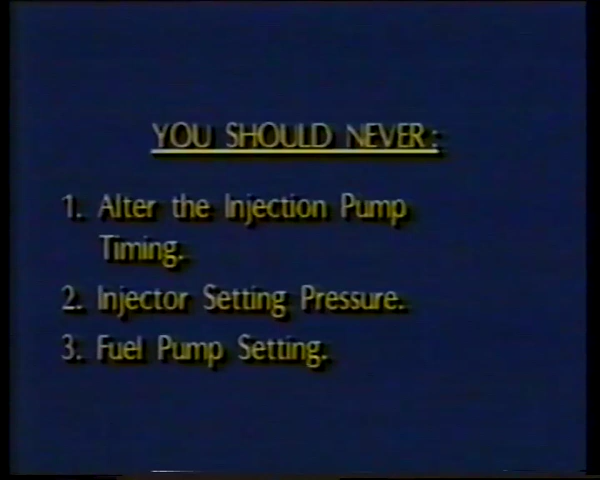 YOU SHOULD NEVER:
1. Alter the Injection Pump
Timing.
2. Injector Setting Pressure.
3. Fuel Pump Setting.